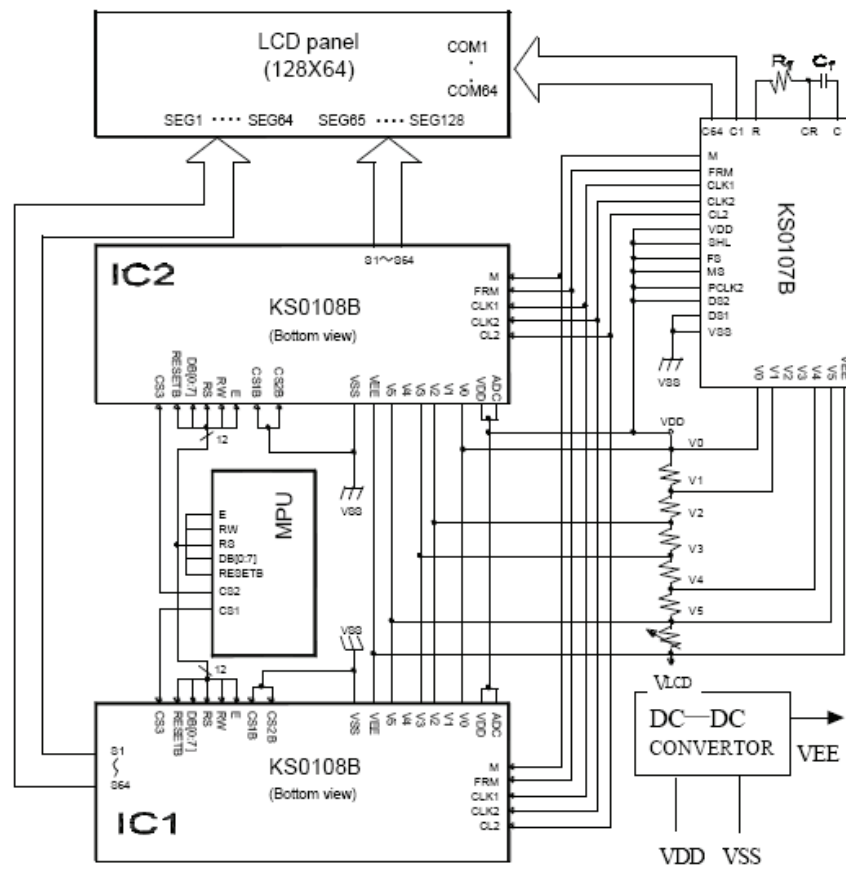 LCD panel
(128X64)
COM1
COM64
SEG1 ···· SEG64
SEG65 ···· SEG128
C64 C1 R CR C
M
FRM
CLK1
CLK2
CL2
VDD
SHL
FS
MS
PCLK2
DS2
DS1
VSS
KS0107B
V0 V1 V2 V3 V4 V5 VEE
VSS
IC2
S1～S64
KS0108B
(Bottom view)
M
FRM
CLK1
CLK2
CL2
CS3 RESETB DB[0:7] RS RW E CS1B CS2B VSS VEE V5 V4 V3 V2 V1 V0 VDD ADC
12
VSS
VDD
V0
V1
V2
V3
V4
V5
VLCD
MPU
E
RW
RS
DB[0:7]
RESETB
CS2
CS1
VSS
12
CS3 RESETB DB[0:7] RS RW E CS1B CS2B VSS VEE V5 V4 V3 V2 V1 V0 VDD ADC
S1
～
S64
KS0108B
(Bottom view)
IC1
M
FRM
CLK1
CLK2
CL2
DC—DC
CONVERTOR
VEE
VDD VSS